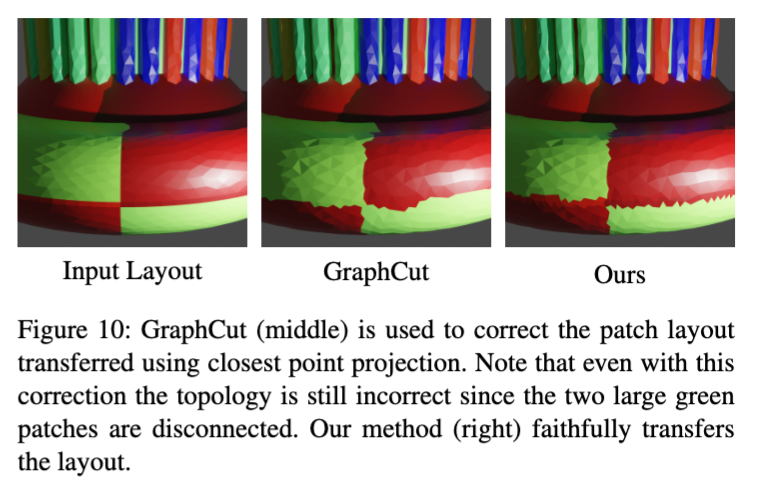 Input Layout
GraphCut
Ours
Figure 10: GraphCut (middle) is used to correct the patch layout
transferred using closest point projection. Note that even with this
correction the topology is still incorrect since the two large green
patches are disconnected. Our method (right) faithfully transfers
the layout.